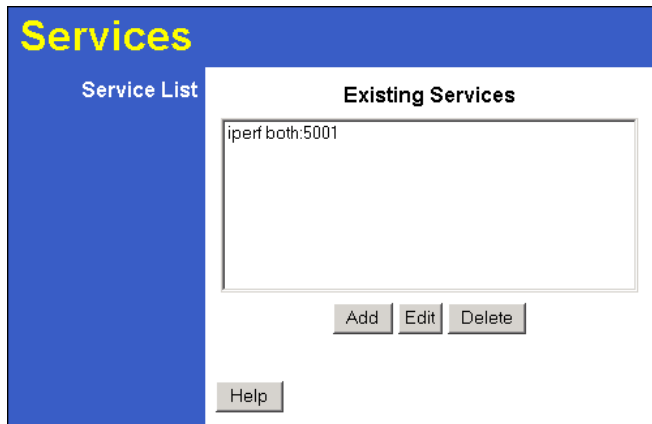 Services
Service List
Existing Services
iperf both:5001
Add Edit Delete
Help